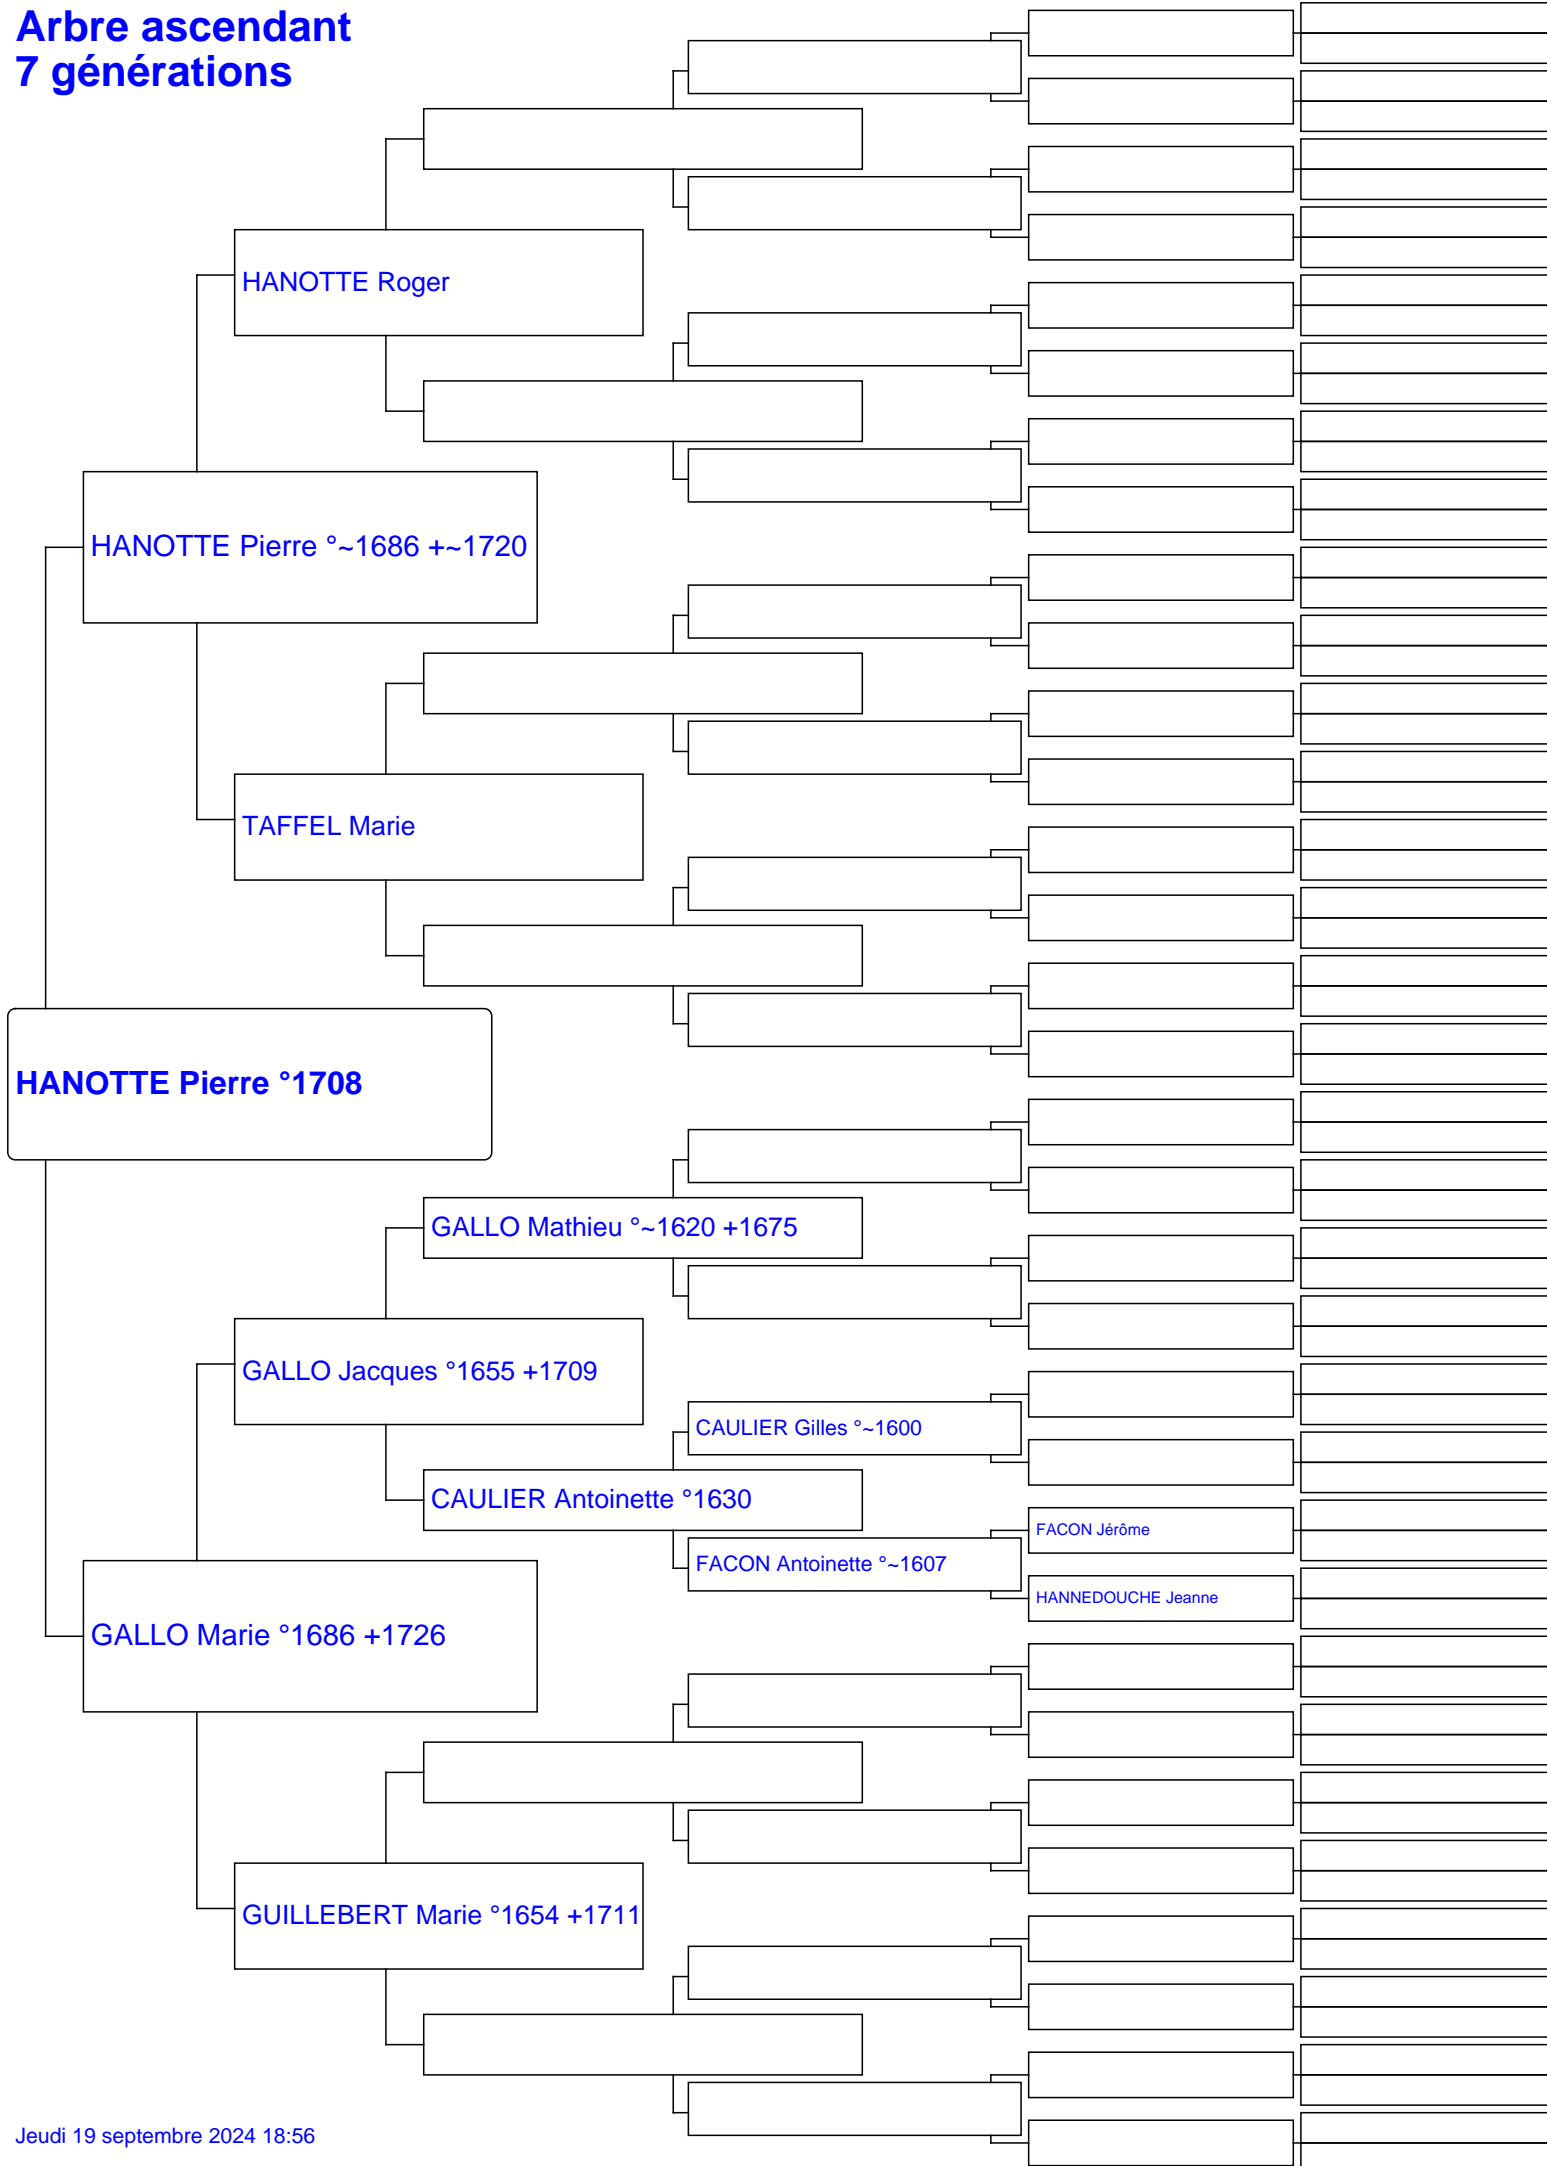 Arbre ascendant
7 générations
HANOTTE Roger
HANOTTE Pierre °~1686 +~1720
TAFFEL Marie
HANOTTE Pierre °1708
GALLO Mathieu °~1620 +1675
GALLO Jacques °1655 +1709
CAULIER Gilles °~1600
CAULIER Antoinette °1630
FACON Jérôme
FACON Antoinette °~1607
HANNEDOUCHE Jeanne
GALLO Marie °1686 +1726
GUILLEBERT Marie °1654 +1711
Jeudi 19 septembre 2024 18:56